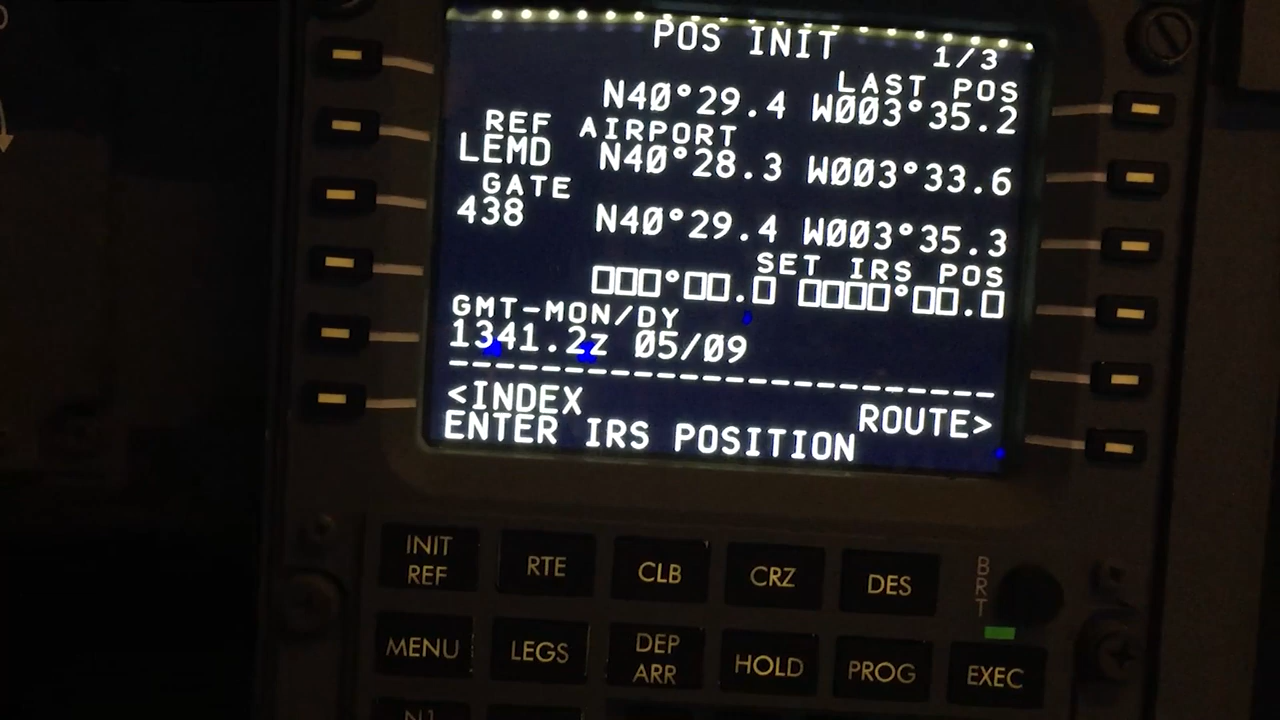 POS INIT 1/3
LAST POS
N40°29.4 W003°35.2
REF AIRPORT
LEMD N40°28.3 W003°33.6
GATE
438 N40°29.4 W003°35.3
SET IRS POS
□□□°□□.□ □□□□°□□.□
GMT-MON/DY
1341.2z 05/09
------------------------
<INDEX ROUTE>
ENTER IRS POSITION
INIT REF RTE CLB CRZ DES BRT
MENU LEGS DEP ARR HOLD PROG EXEC
N1